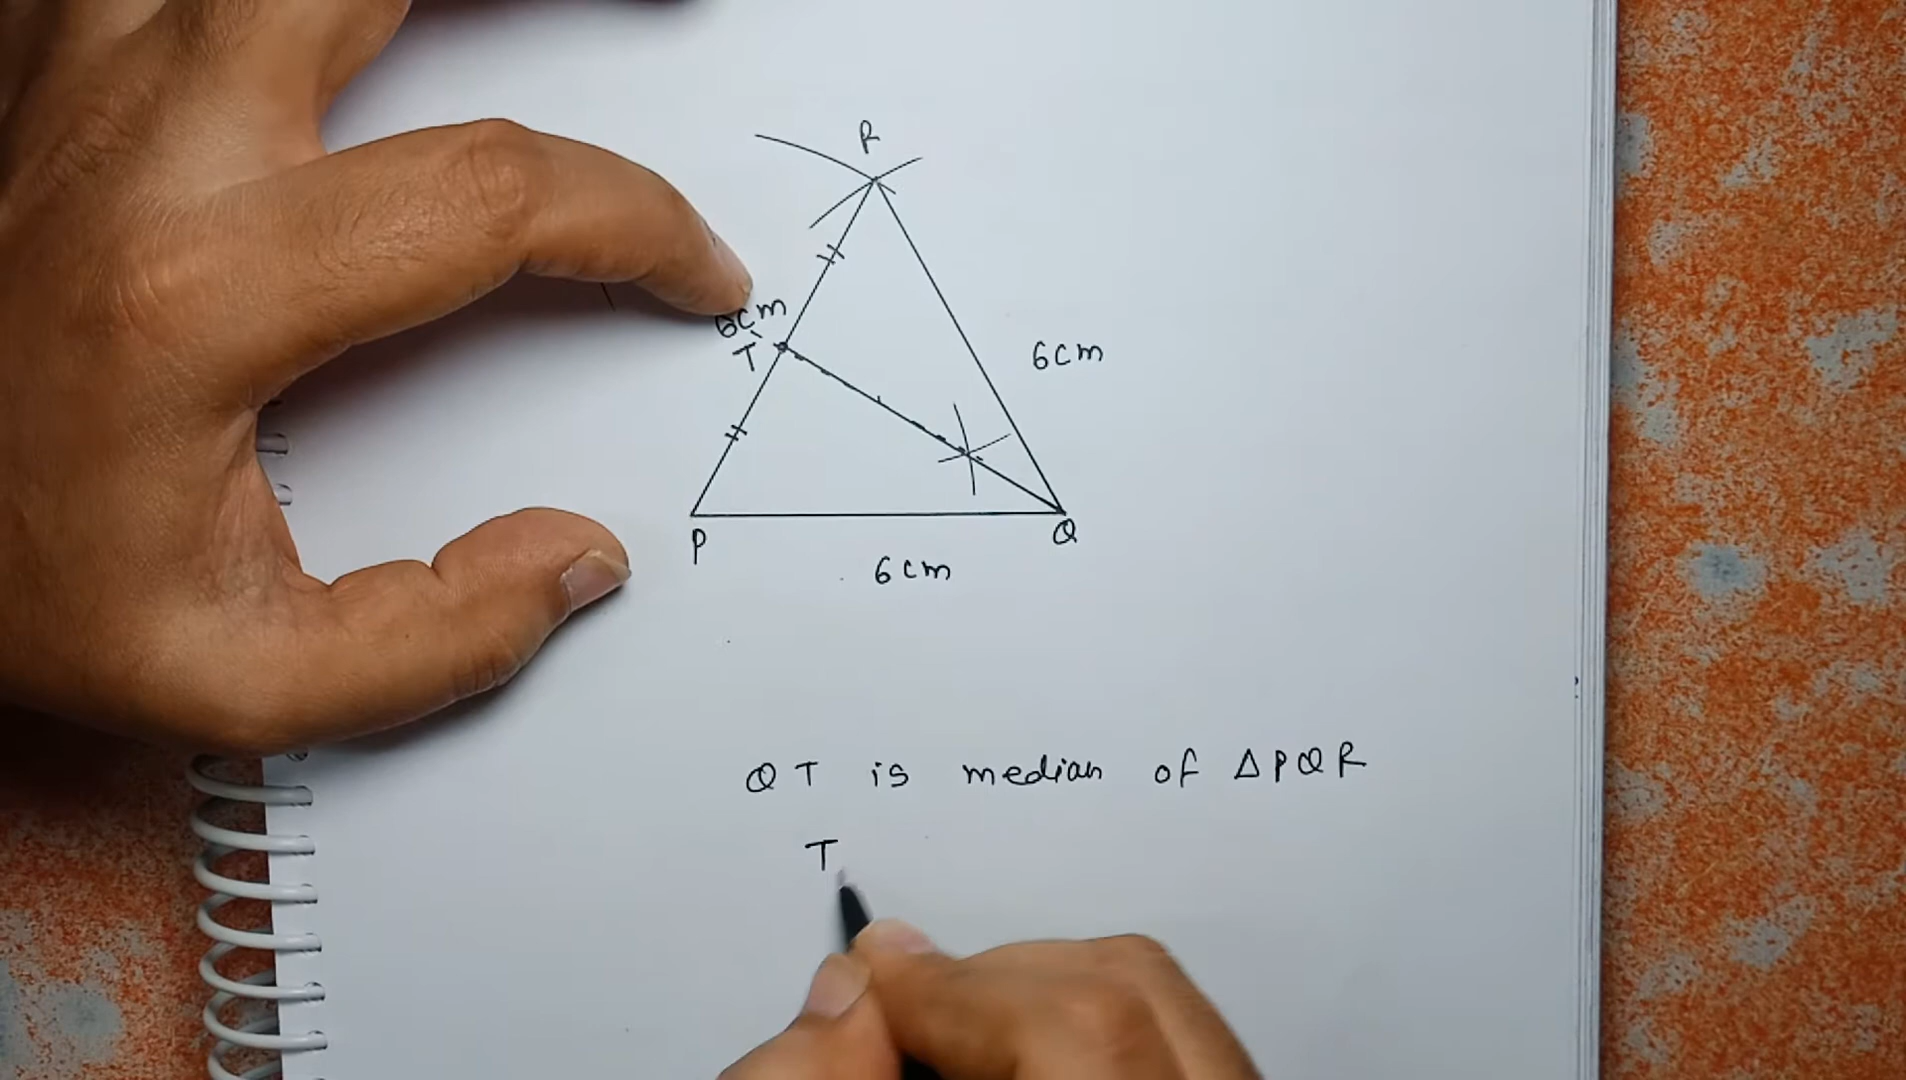 R
6cm
T
6cm
P
Q
6cm
QT is median of ΔPQR
T